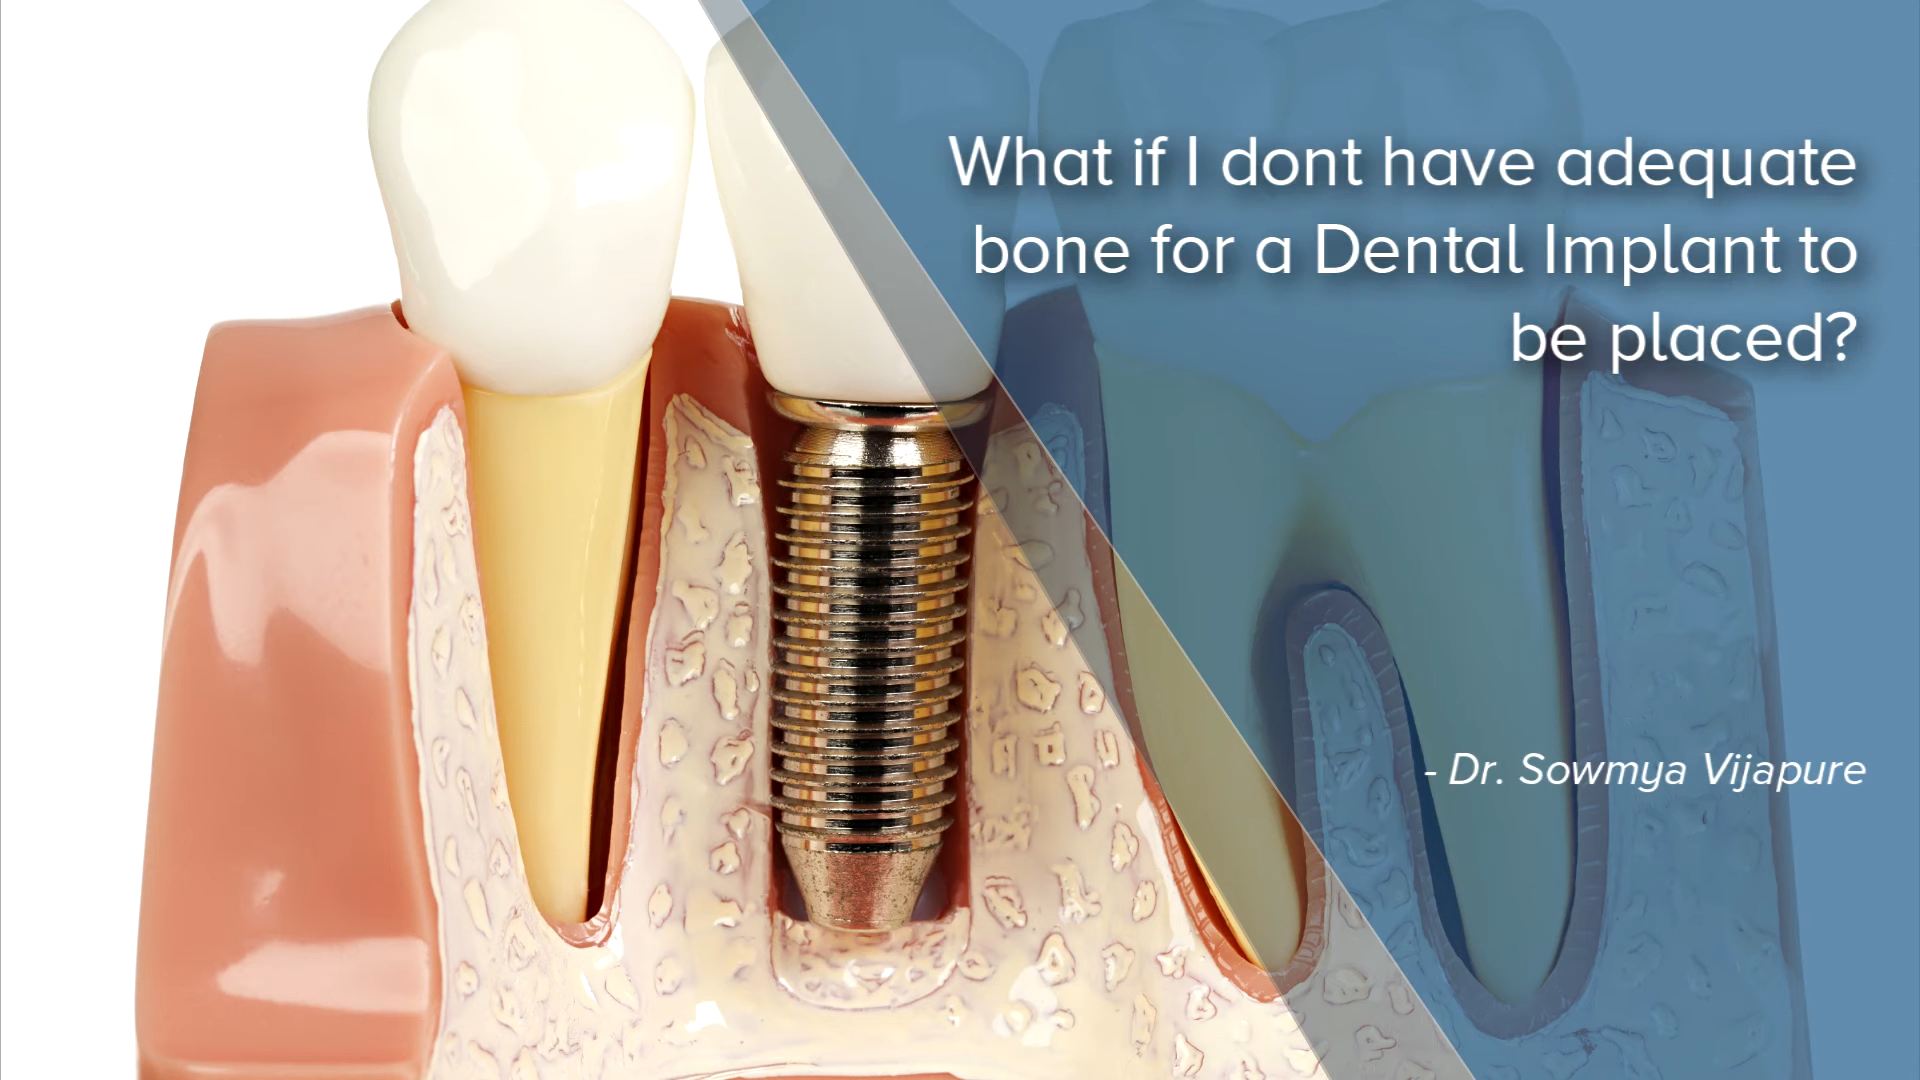 What if I dont have adequate
bone for a Dental Implant to
be placed?
- Dr. Sowmya Vijapure